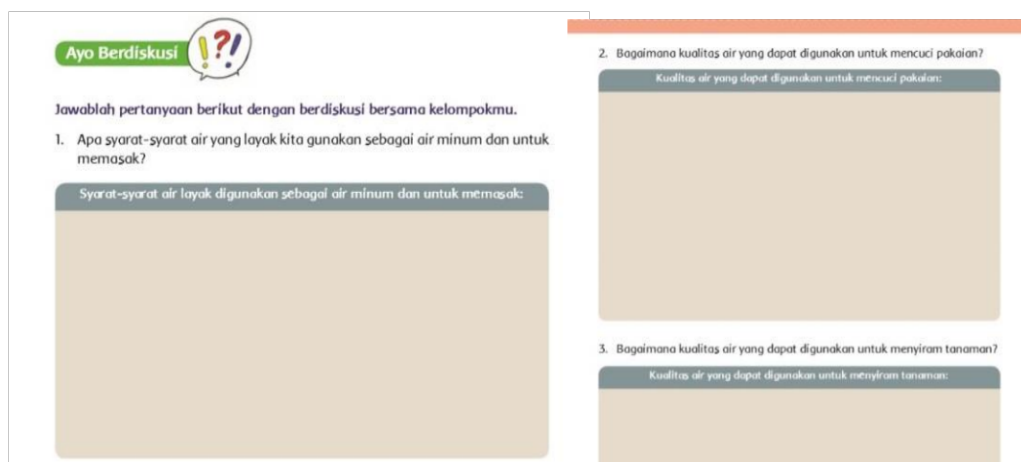 Ayo Berdiskusi
Jawablah pertanyaan berikut dengan berdiskusi bersama kelompokmu.
1. Apa syarat-syarat air yang layak kita gunakan sebagai air minum dan untuk
memasak?
Syarat-syarat air layak digunakan sebagai air minum dan untuk memasak:
2. Bagaimana kualitas air yang dapat digunakan untuk mencuci pakaian?
Kualitas air yang dapat digunakan untuk mencuci pakaian:
3. Bagaimana kualitas air yang dapat digunakan untuk menyiram tanaman?
Kualitas air yang dapat digunakan untuk menyiram tanaman: